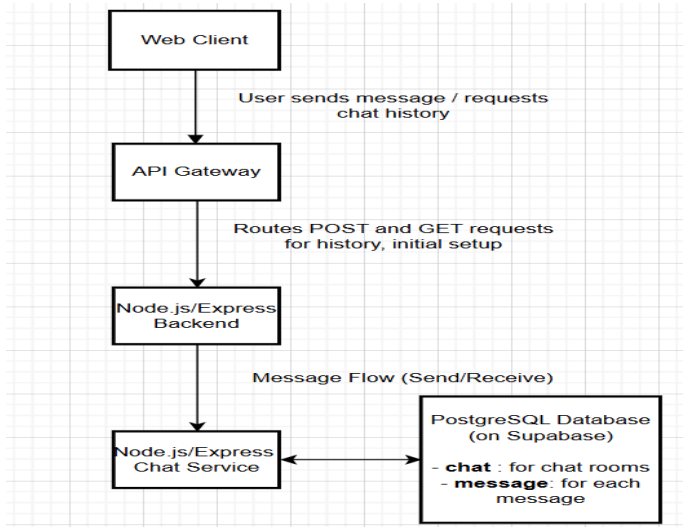 Web Client
User sends message / requests
chat history
API Gateway
Routes POST and GET requests
for history, initial setup
Node.js/Express
Backend
Message Flow (Send/Receive)
Node.js/Express
Chat Service
PostgreSQL Database
(on Supabase)
- chat : for chat rooms
- message: for each
message